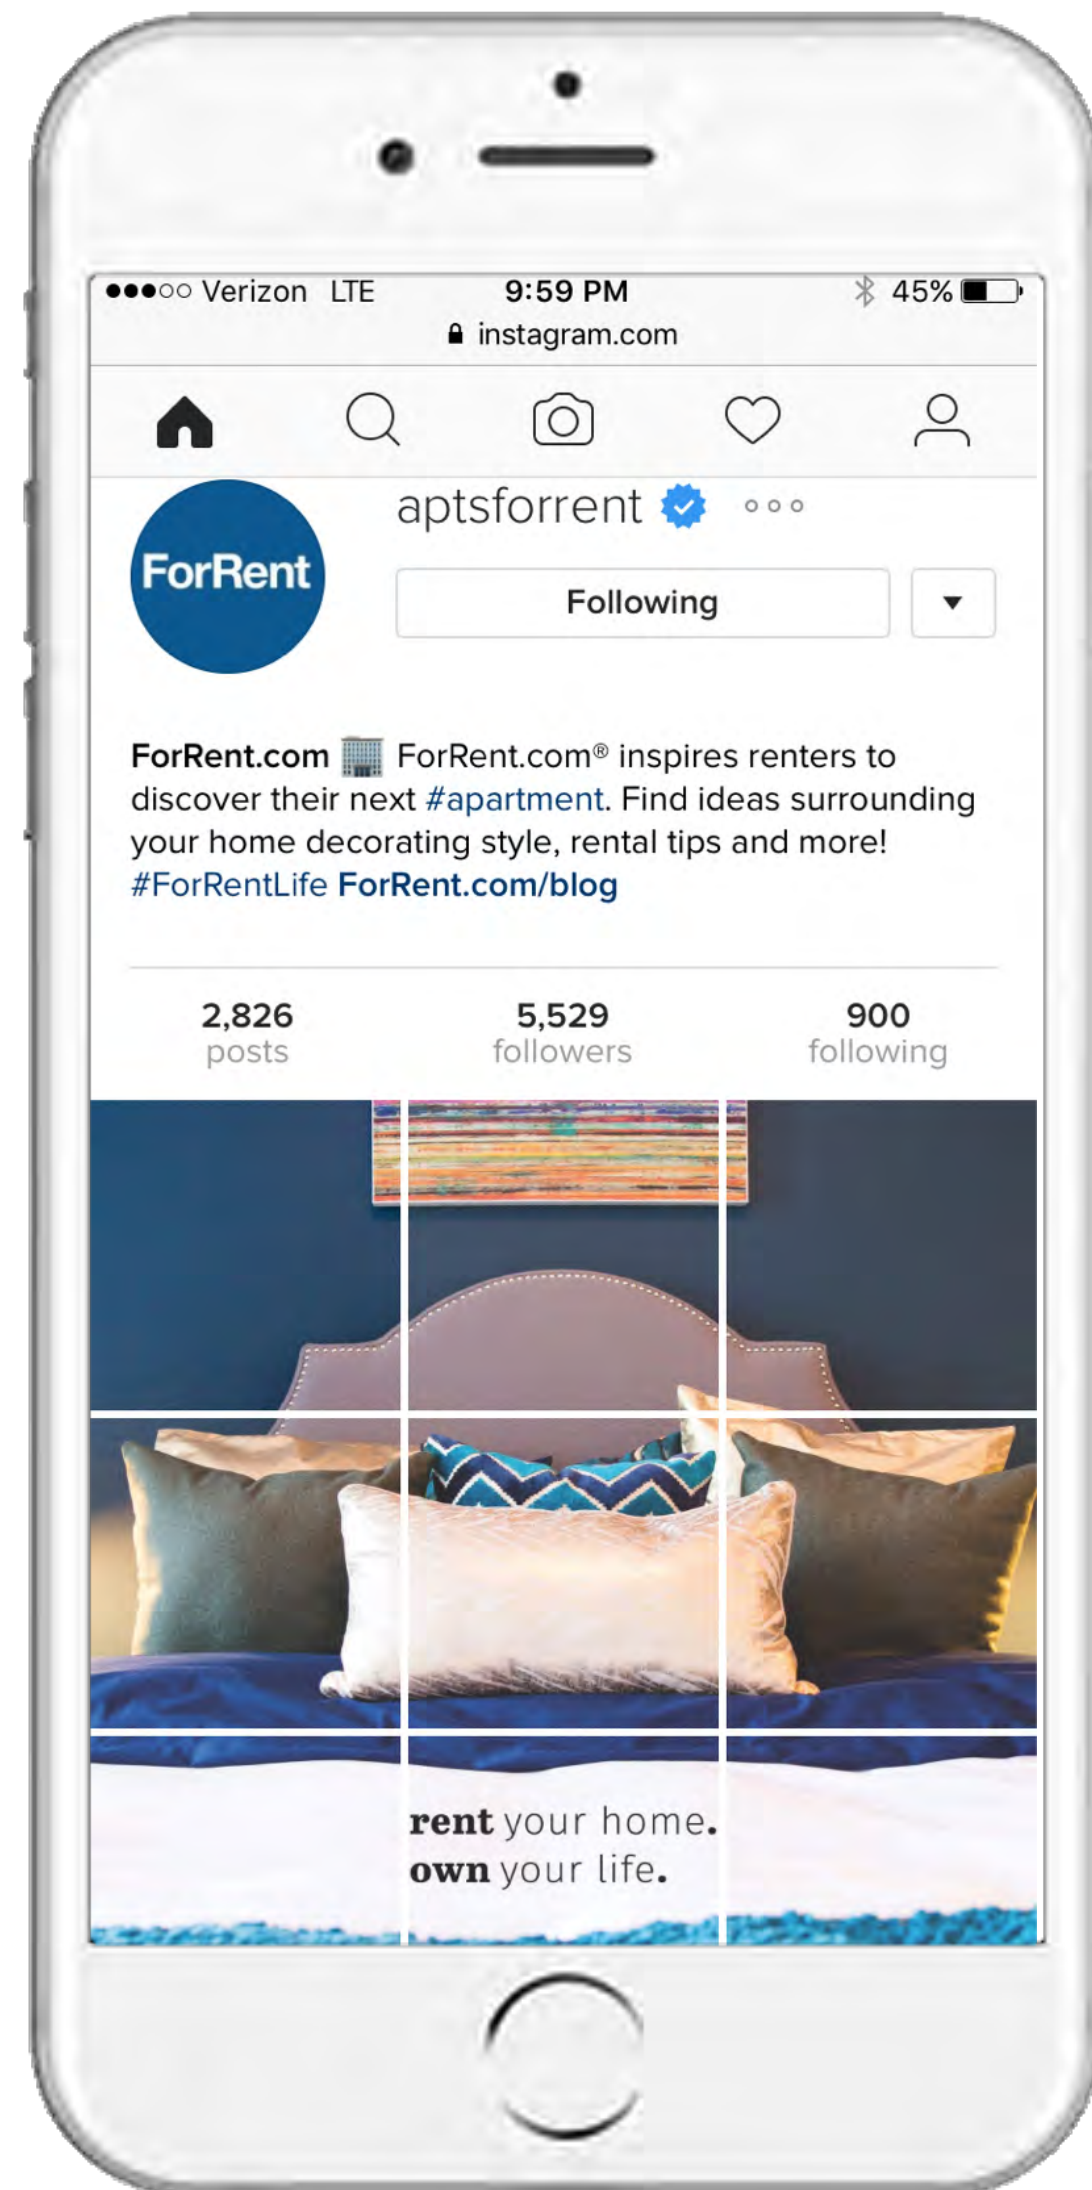 Verizon LTE 9:59 PM 45%
instagram.com
aptsforrent
ForRent
Following
ForRent.com ForRent.com® inspires renters to
discover their next #apartment. Find ideas surrounding
your home decorating style, rental tips and more!
#ForRentLife ForRent.com/blog
2,826 5,529 900
posts followers following
rent your home.
own your life.